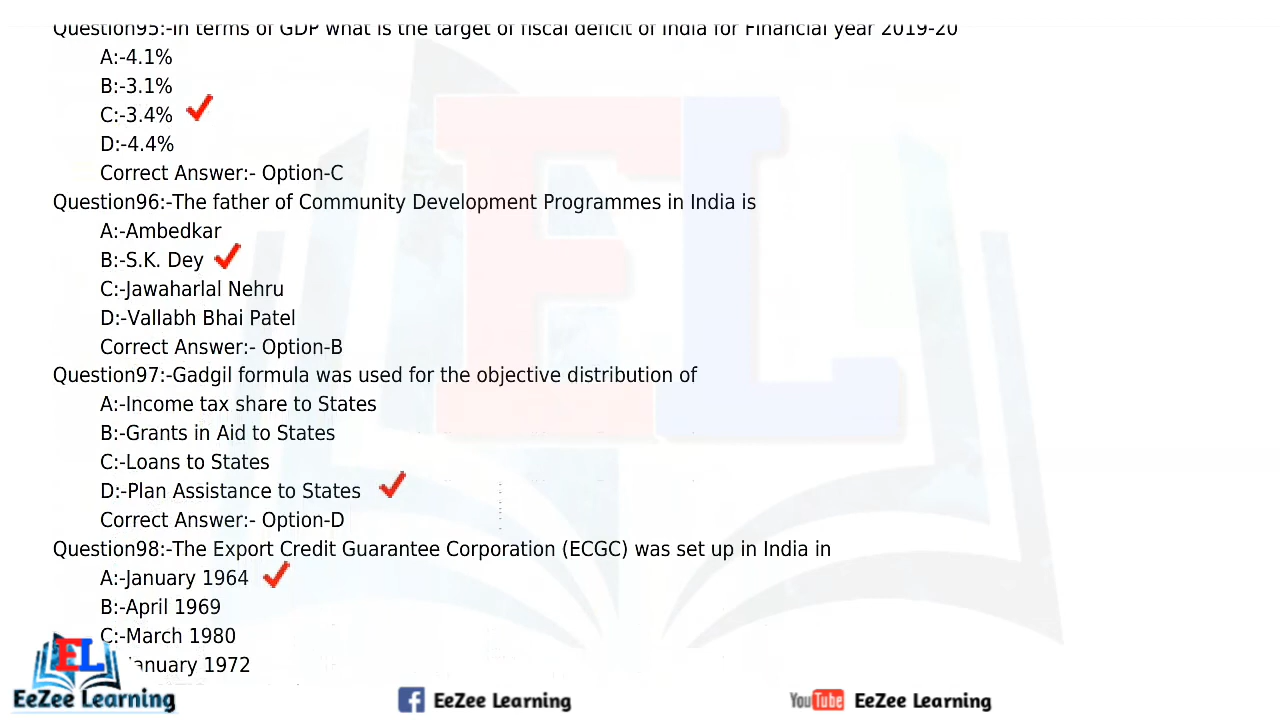 Question95:-In terms of GDP what is the target of fiscal deficit of India for Financial year 2019-20
A:-4.1%
B:-3.1%
C:-3.4%
D:-4.4%
Correct Answer:- Option-C
Question96:-The father of Community Development Programmes in India is
A:-Ambedkar
B:-S.K. Dey
C:-Jawaharlal Nehru
D:-Vallabh Bhai Patel
Correct Answer:- Option-B
Question97:-Gadgil formula was used for the objective distribution of
A:-Income tax share to States
B:-Grants in Aid to States
C:-Loans to States
D:-Plan Assistance to States
Correct Answer:- Option-D
Question98:-The Export Credit Guarantee Corporation (ECGC) was set up in India in
A:-January 1964
B:-April 1969
C:-March 1980
anuary 1972
EL
EeZee Learning
f EeZee Learning
YouTube EeZee Learning
EL